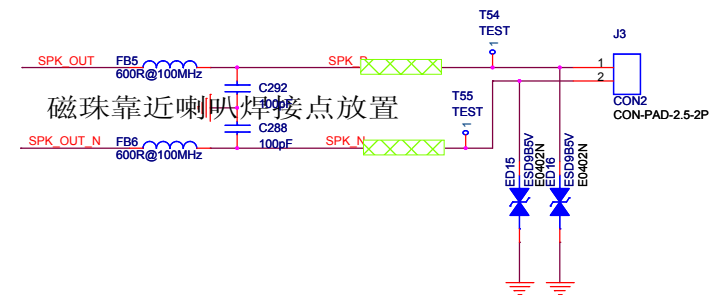 T54
TEST
1
J3
SPK_OUT
FB5
600R@100MHz
SPK_P
1
2
CON2
CON-PAD-2.5-2P
C292
100pF
磁珠靠近喇叭焊接点放置
T55
TEST
1
C288
100pF
SPK_OUT_N
FB6
600R@100MHz
SPK_N
ED15
ESD9B5V
E0402N
ED16
ESD9B5V
E0402N